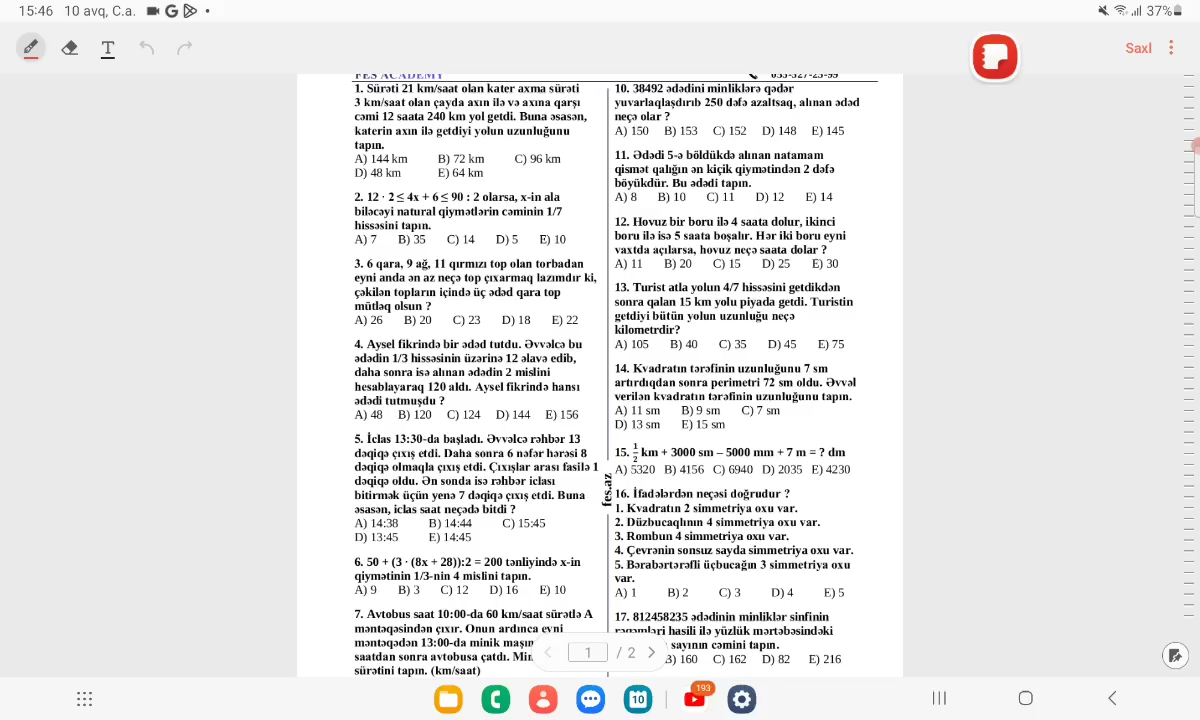 15:46 10 avq, C.a.
37%
T
Saxl
FES ACADEMY
055-527-25-99
1. Sürəti 21 km/saat olan kater axma sürəti
3 km/saat olan çayda axın ilə və axına qarşı
cəmi 12 saata 240 km yol getdi. Buna əsasən,
katerin axın ilə getdiyi yolun uzunluğunu
tapın.
A) 144 km B) 72 km C) 96 km
D) 48 km E) 64 km
2. 12 · 2 ≤ 4x + 6 ≤ 90 : 2 olarsa, x-in ala
biləcəyi natural qiymətlərin cəminin 1/7
hissəsini tapın.
A) 7 B) 35 C) 14 D) 5 E) 10
3. 6 qara, 9 ağ, 11 qırmızı top olan torbadan
eyni anda ən az neçə top çıxarmaq lazımdır ki,
çəkilən topların içində üç ədəd qara top
mütləq olsun ?
A) 26 B) 20 C) 23 D) 18 E) 22
4. Aysel fikrində bir ədəd tutdu. Əvvəlcə bu
ədədin 1/3 hissəsinin üzərinə 12 əlavə edib,
daha sonra isə alınan ədədin 2 mislini
hesablayaraq 120 aldı. Aysel fikrində hansı
ədədi tutmuşdu ?
A) 48 B) 120 C) 124 D) 144 E) 156
5. İclas 13:30-da başladı. Əvvəlcə rəhbər 13
dəqiqə çıxış etdi. Daha sonra 6 nəfər hərəsi 8
dəqiqə olmaqla çıxış etdi. Çıxışlar arası fasilə 1
dəqiqə oldu. Ən sonda isə rəhbər iclası
bitirmək üçün yenə 7 dəqiqə çıxış etdi. Buna
əsasən, iclas saat neçədə bitdi ?
A) 14:38 B) 14:44 C) 15:45
D) 13:45 E) 14:45
6. 50 + (3 · (8x + 28)):2 = 200 tənliyində x-in
qiymətinin 1/3-nin 4 mislini tapın.
A) 9 B) 3 C) 12 D) 16 E) 10
7. Avtobus saat 10:00-da 60 km/saat sürətlə A
məntəqəsindən çıxır. Onun ardınca eyni
məntəqədən 13:00-da minik
saatdan sonra avtobusa çatdı.
sürətini tapın. (km/saat)
fes.az
10. 38492 ədədini minliklərə qədər
yuvarlaqlaşdırıb 250 dəfə azaltsaq, alınan ədəd
neçə olar ?
A) 150 B) 153 C) 152 D) 148 E) 145
11. Ədədi 5-ə böldükdə alınan natamam
qismət qalığın ən kiçik qiymətindən 2 dəfə
böyükdür. Bu ədədi tapın.
A) 8 B) 10 C) 11 D) 12 E) 14
12. Hovuz bir boru ilə 4 saata dolur, ikinci
boru ilə isə 5 saata boşalır. Hər iki boru eyni
vaxtda açılarsa, hovuz neçə saata dolar ?
A) 11 B) 20 C) 15 D) 25 E) 30
13. Turist atla yolun 4/7 hissəsini getdikdən
sonra qalan 15 km yolu piyada getdi. Turistin
getdiyi bütün yolun uzunluğu neçə
kilometrdir?
A) 105 B) 40 C) 35 D) 45 E) 75
14. Kvadratın tərəfinin uzunluğunu 7 sm
artırdıqdan sonra perimetri 72 sm oldu. Əvvəl
verilən kvadratın tərəfinin uzunluğunu tapın.
A) 11 sm B) 9 sm C) 7 sm
D) 13 sm E) 15 sm
15. 1/2 km + 3000 sm – 5000 mm + 7 m = ? dm
A) 5320 B) 4156 C) 6940 D) 2035 E) 4230
16. İfadələrdən neçəsi doğrudur ?
1. Kvadratın 2 simmetriya oxu var.
2. Düzbucaqlının 4 simmetriya oxu var.
3. Rombun 4 simmetriya oxu var.
4. Çevrənin sonsuz sayda simmetriya oxu var.
5. Bərabərtərəfli üçbucağın 3 simmetriya oxu
var.
A) 1 B) 2 C) 3 D) 4 E) 5
17. 812458235 ədədinin minliklər sinfinin
rəqəmləri hasili ilə yüzlük mərtəbəsindəki
sayının cəmini tapın.
B) 160 C) 162 D) 82 E) 216
1 / 2
10
193